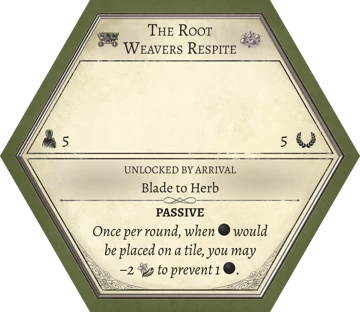 The Root
Weavers Respite
5
5
UNLOCKED BY ARRIVAL
Blade to Herb
PASSIVE
Once per round, when would
be placed on a tile, you may
−2 to prevent 1 .